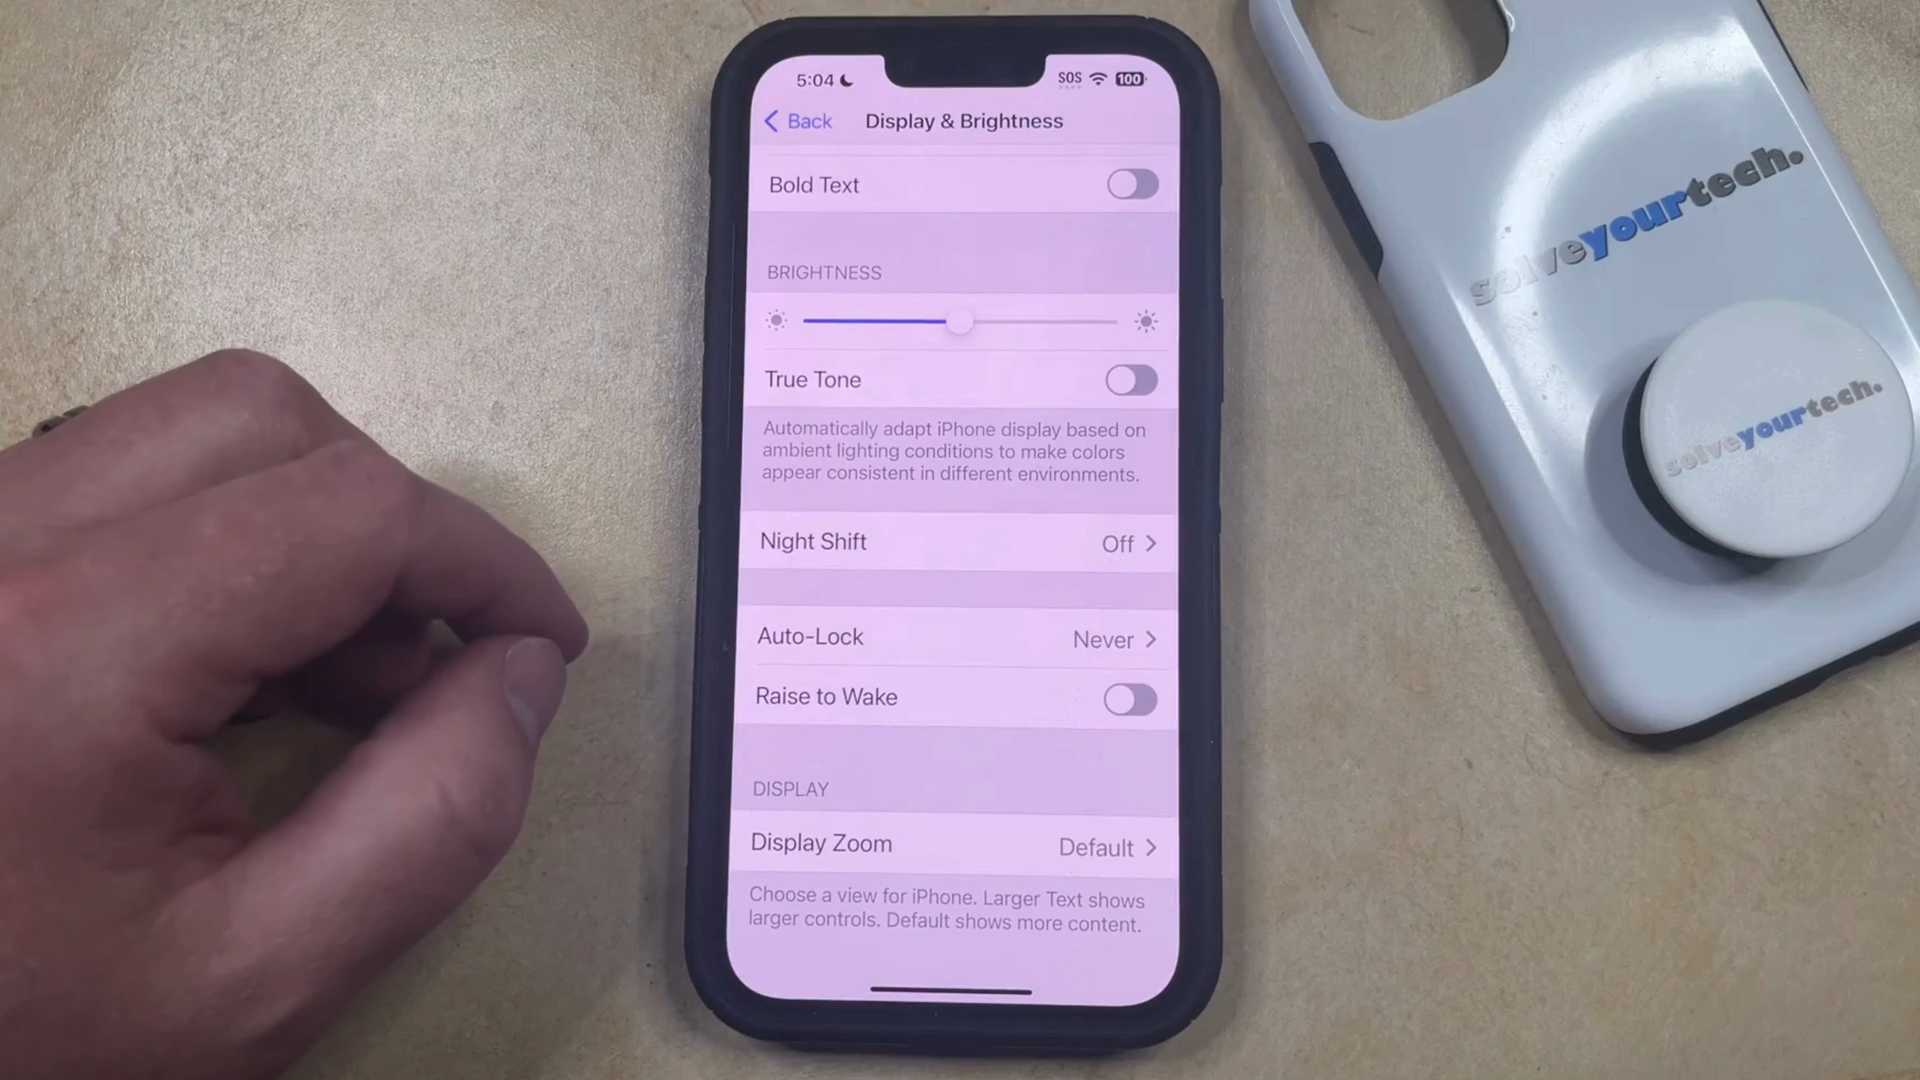 5:04
SOS
100
Back
Display & Brightness
Bold Text
BRIGHTNESS
True Tone
Automatically adapt iPhone display based on
ambient lighting conditions to make colors
appear consistent in different environments.
Night Shift
Off
Auto-Lock
Never
Raise to Wake
DISPLAY
Display Zoom
Default
Choose a view for iPhone. Larger Text shows
larger controls. Default shows more content.
solveyourtech.
solveyourtech.